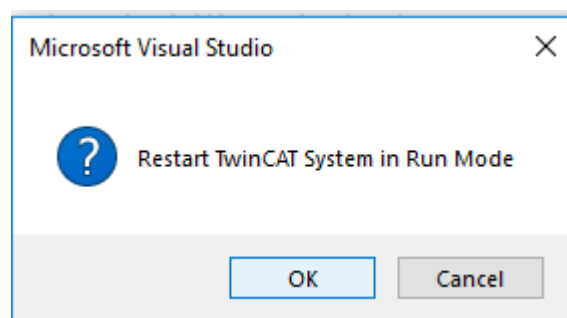 Microsoft Visual Studio
Restart TwinCAT System in Run Mode
OK
Cancel